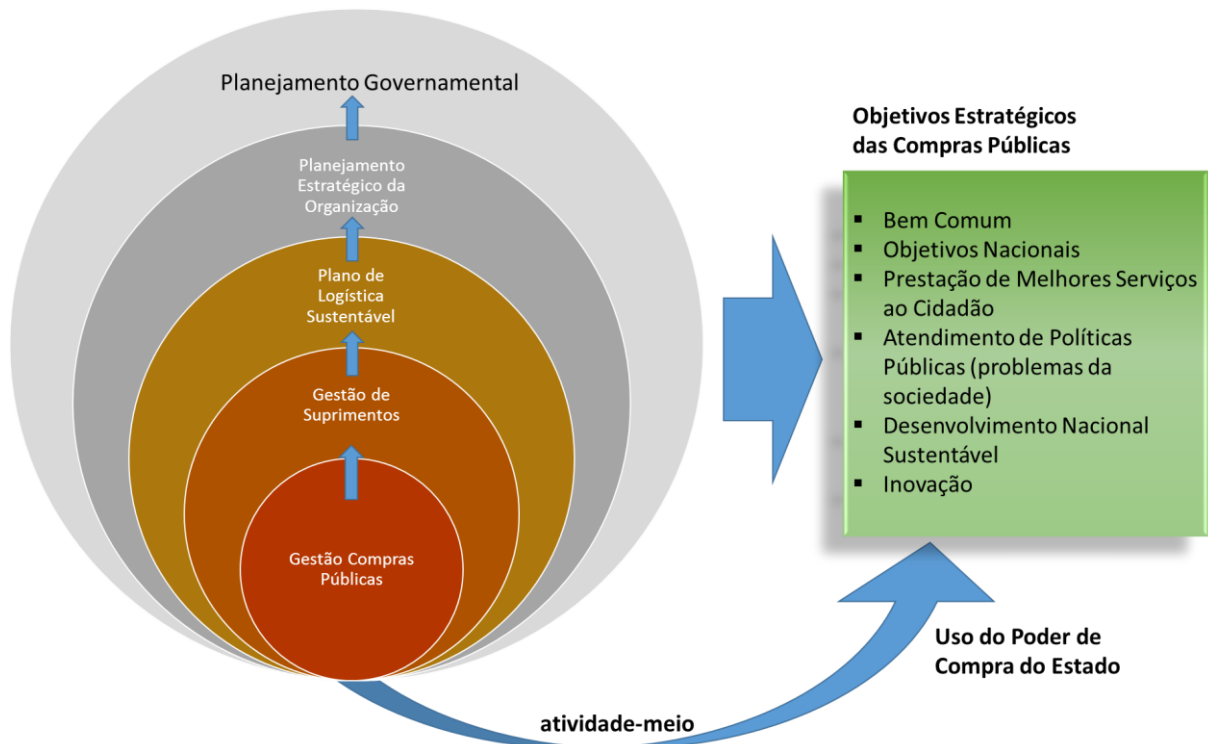 Planejamento Governamental
Planejamento
Estratégico da
Organização
Plano de
Logística
Sustentável
Gestão de
Suprimentos
Gestão Compras
Públicas
Objetivos Estratégicos
das Compras Públicas
▪ Bem Comum
▪ Objetivos Nacionais
▪ Prestação de Melhores Serviços
ao Cidadão
▪ Atendimento de Políticas
Públicas (problemas da
sociedade)
▪ Desenvolvimento Nacional
Sustentável
▪ Inovação
Uso do Poder de
Compra do Estado
atividade-meio